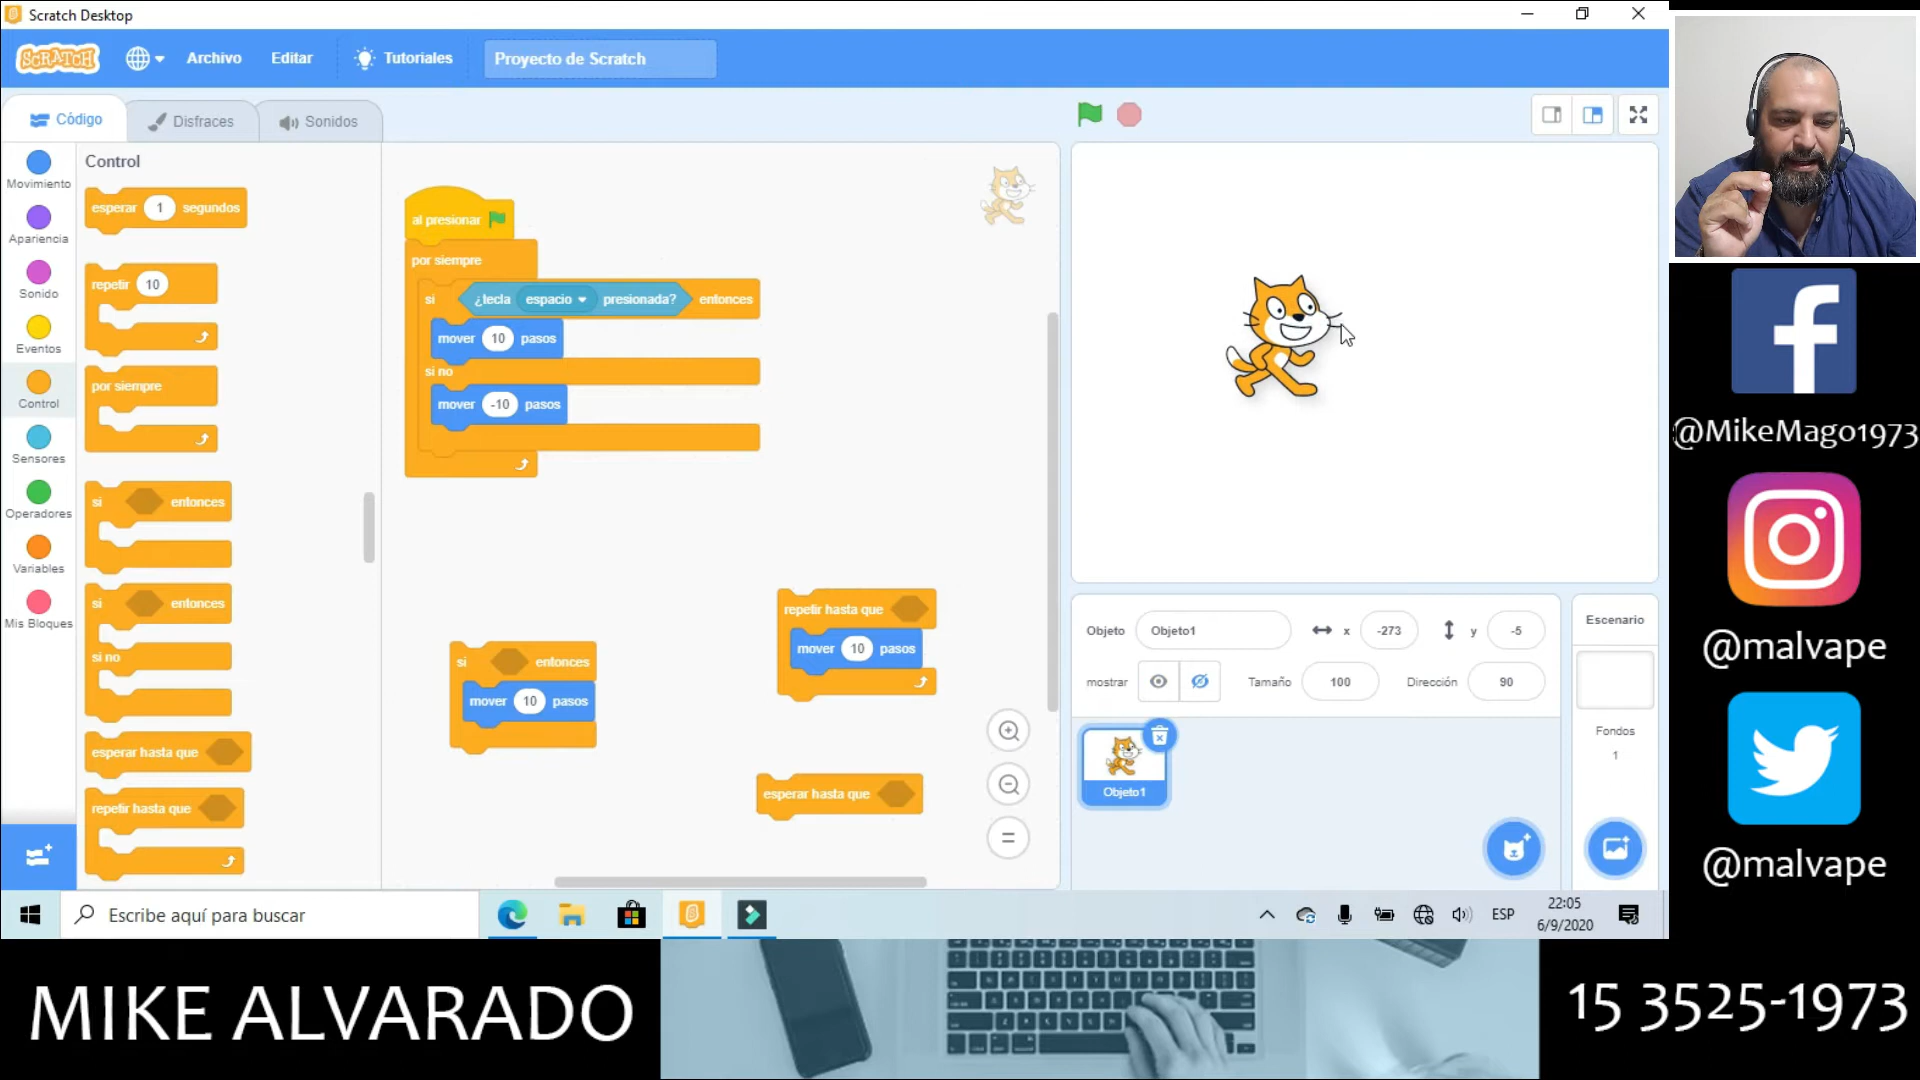 Scratch Desktop
SCRATCH
Archivo
Editar
Tutoriales
Proyecto de Scratch
Código
Disfraces
Sonidos
Movimiento
Apariencia
Sonido
Eventos
Control
Sensores
Operadores
Variables
Mis Bloques
Control
esperar 1 segundos
repetir 10
por siempre
si entonces
si entonces
si no
esperar hasta que
repetir hasta que
al presionar
por siempre
si ¿tecla espacio presionada? entonces
mover 10 pasos
si no
mover -10 pasos
si entonces
mover 10 pasos
repetir hasta que
mover 10 pasos
esperar hasta que
Objeto Objeto1 x -273 y -5
mostrar Tamaño 100 Dirección 90
Objeto1
Escenario
Fondos
1
Escribe aquí para buscar
ESP
22:05
6/9/2020
@MikeMago1973
@malvape
@malvape
MIKE ALVARADO
15 3525-1973